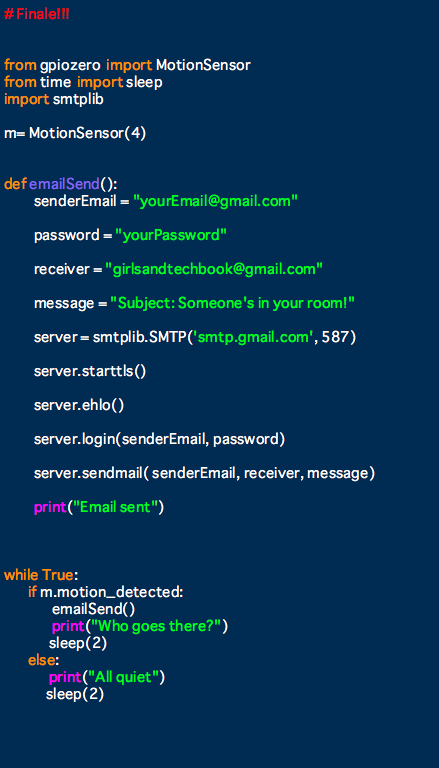 # Finale!!!
from gpiozero import MotionSensor
from time import sleep
import smtplib
m= MotionSensor(4)
def emailSend():
senderEmail = "yourEmail@gmail.com"
password = "yourPassword"
receiver = "girlsandtechbook@gmail.com"
message = "Subject: Someone's in your room!"
server = smtplib.SMTP('smtp.gmail.com', 587)
server.starttls()
server.ehlo()
server.login(senderEmail, password)
server.sendmail( senderEmail, receiver, message)
print("Email sent")
while True:
if m.motion_detected:
emailSend()
print("Who goes there?")
sleep(2)
else:
print("All quiet")
sleep(2)